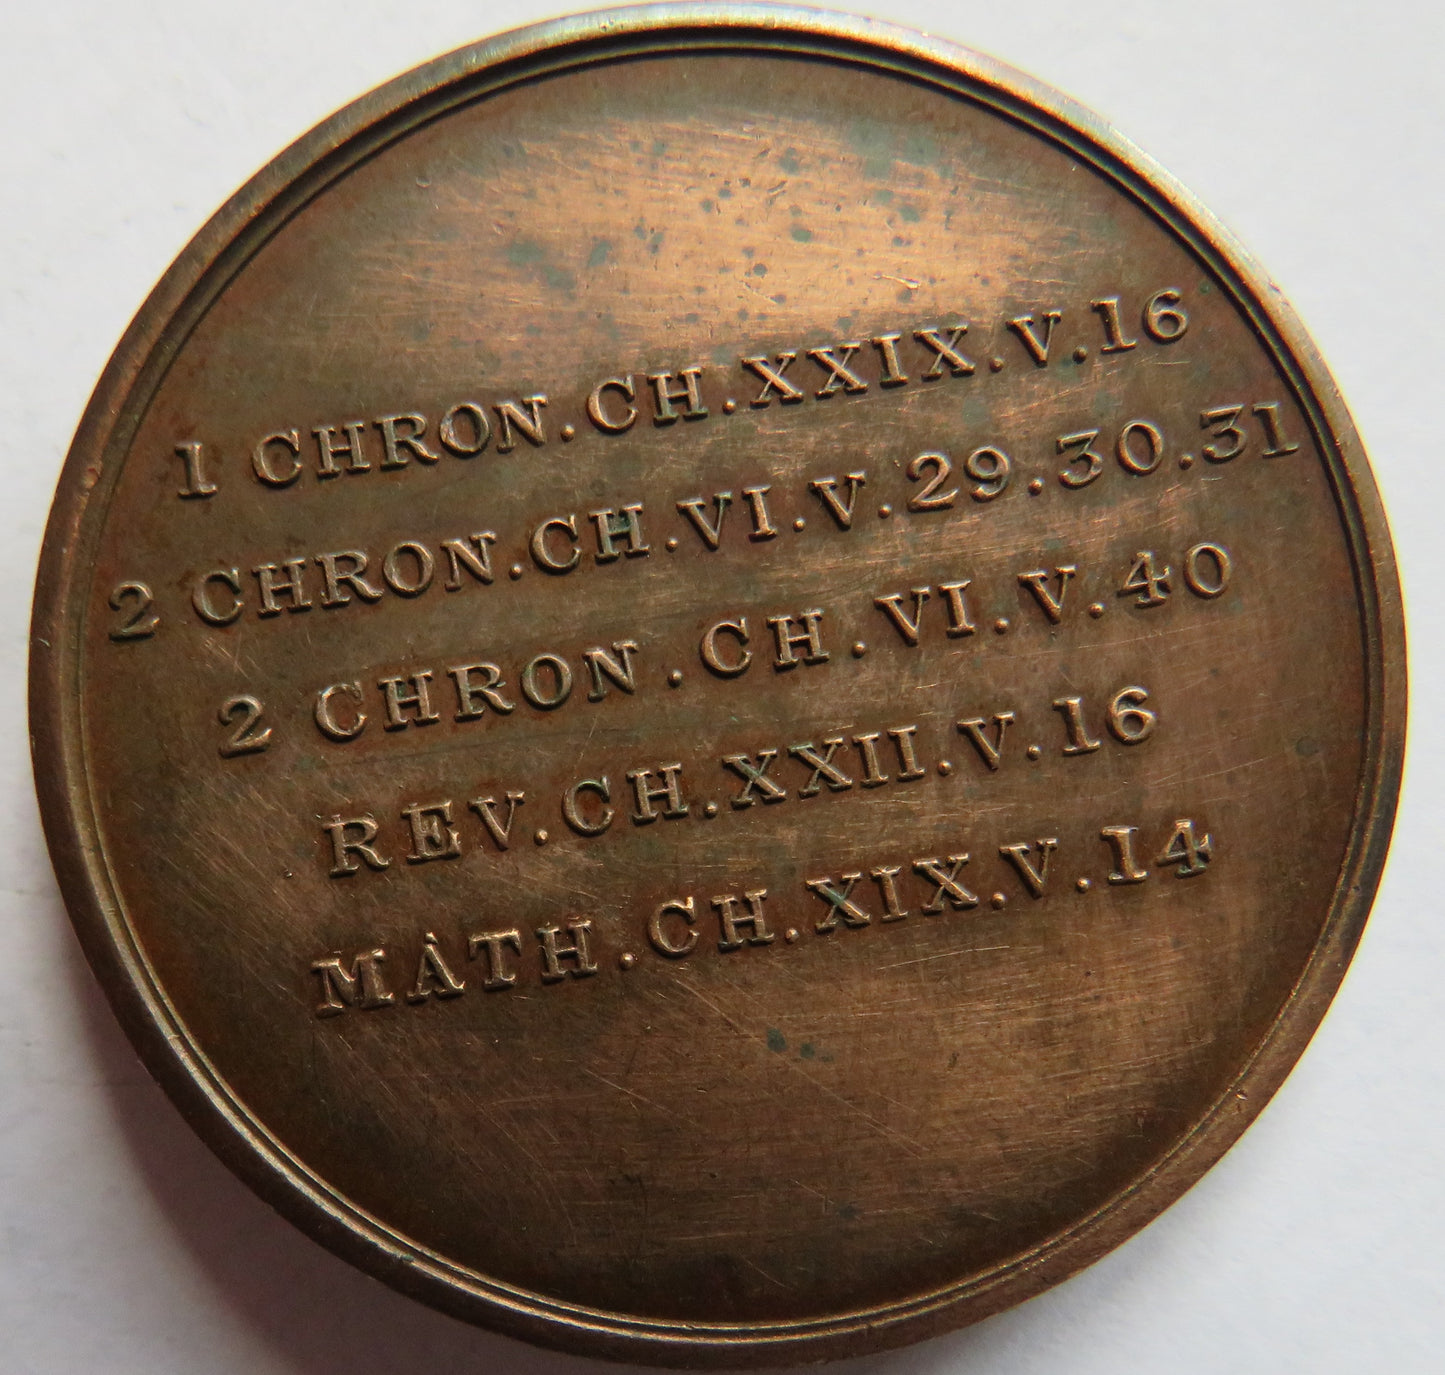 1 CHRON.CH.XXIX.V.16
2 CHRON.CH.VI.V.29.30.31
2 CHRON.CH.VI.V.40
REV.CH.XXII.V.16
MATH.CH.XIX.V.14